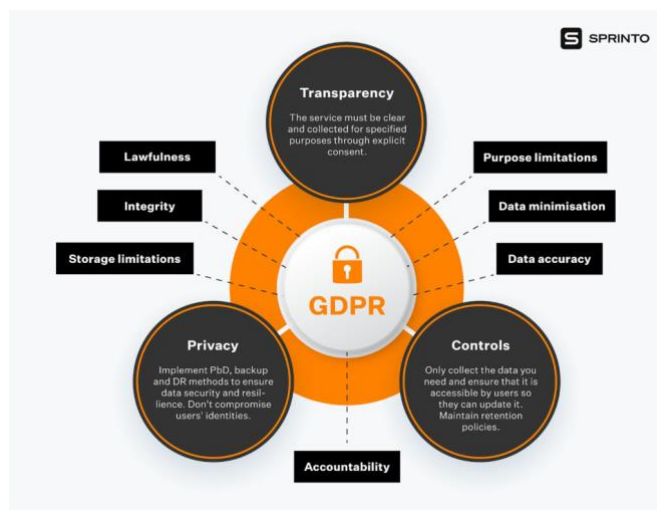 SPRINTO
Transparency
The service must be clear
and collected for specified
purposes through explicit
consent.
Lawfulness
Purpose limitations
Integrity
Data minimisation
Storage limitations
Data accuracy
GDPR
Privacy
Implement PbD, backup
and DR methods to ensure
data security and resil-
lience. Don't compromise
users' identities.
Controls
Only collect the data you
need and ensure that it is
accessible by users so
they can update it.
Maintain retention
policies.
Accountability